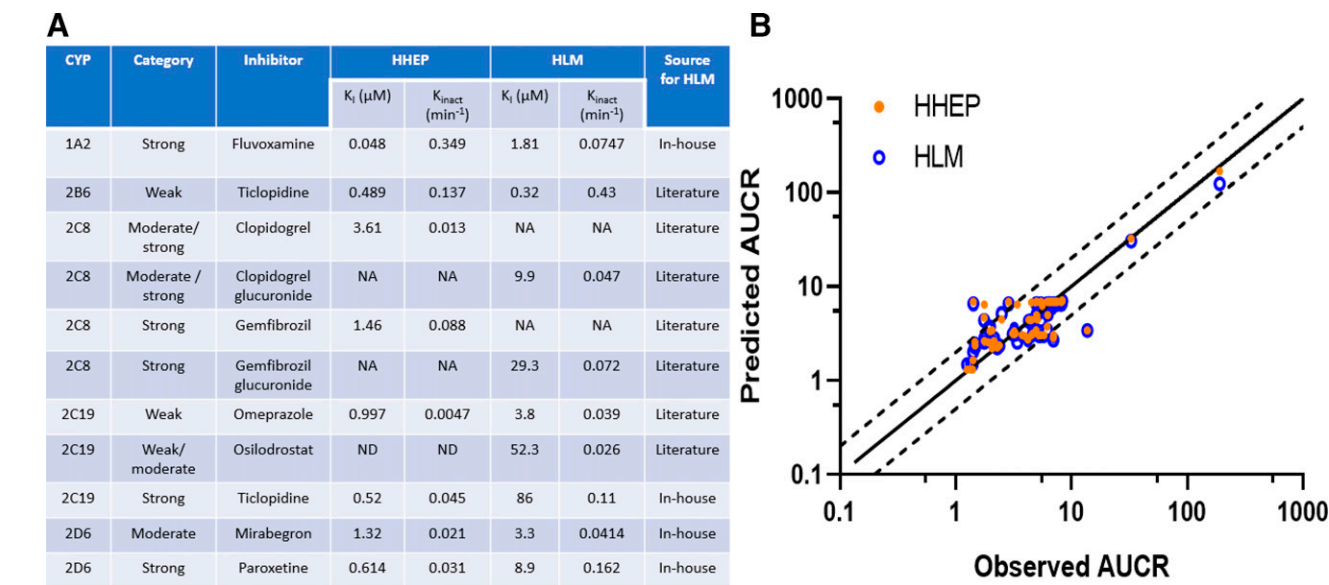 A
CYP Category Inhibitor HHEP HLM Source for HLM
K_I (µM) K_inact (min⁻¹) K_I (µM) K_inact (min⁻¹)
1A2 Strong Fluvoxamine 0.048 0.349 1.81 0.0747 In-house
2B6 Weak Ticlopidine 0.489 0.137 0.32 0.43 Literature
2C8 Moderate/ strong Clopidogrel 3.61 0.013 NA NA Literature
2C8 Moderate / strong Clopidogrel glucuronide NA NA 9.9 0.047 Literature
2C8 Strong Gemfibrozil 1.46 0.088 NA NA Literature
2C8 Strong Gemfibrozil glucuronide NA NA 29.3 0.072 Literature
2C19 Weak Omeprazole 0.997 0.0047 3.8 0.039 Literature
2C19 Weak/ moderate Osilodrostat ND ND 52.3 0.026 Literature
2C19 Strong Ticlopidine 0.52 0.045 86 0.11 In-house
2D6 Moderate Mirabegron 1.32 0.021 3.3 0.0414 In-house
2D6 Strong Paroxetine 0.614 0.031 8.9 0.162 In-house
B
HHEP
HLM
Predicted AUCR
1000
100
10
1
0.1
0.1 1 10 100 1000
Observed AUCR